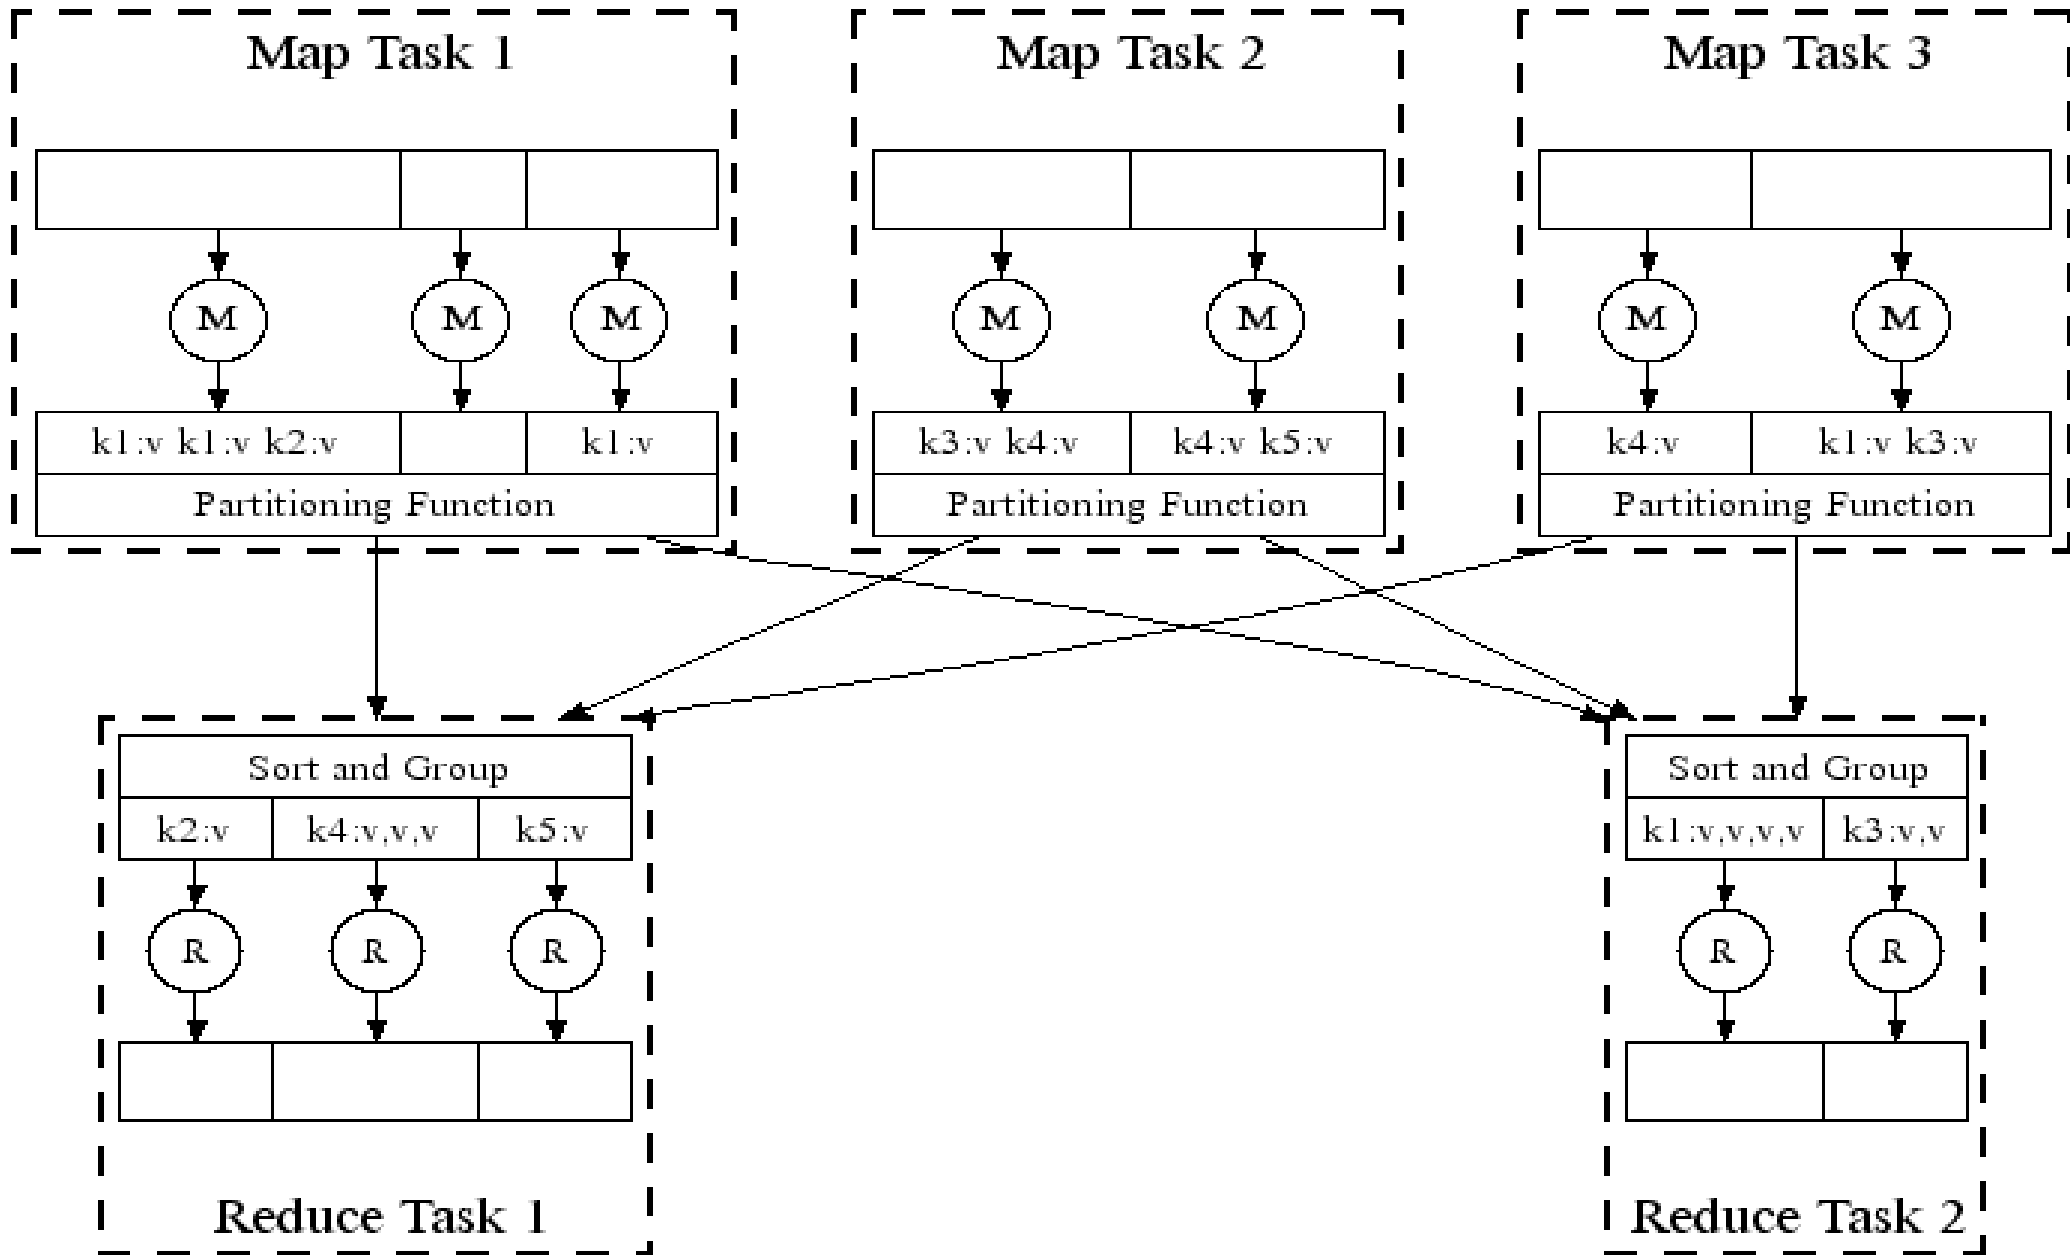 Map Task 1
Map Task 2
Map Task 3
M
M
M
M
M
M
M
k1:v k1:v k2:v
k1:v
k3:v k4:v
k4:v k5:v
k4:v
k1:v k3:v
Partitioning Function
Partitioning Function
Partitioning Function
Sort and Group
Sort and Group
k2:v
k4:v,v,v
k5:v
k1:v,v,v,v
k3:v,v
R
R
R
R
R
Reduce Task 1
Reduce Task 2